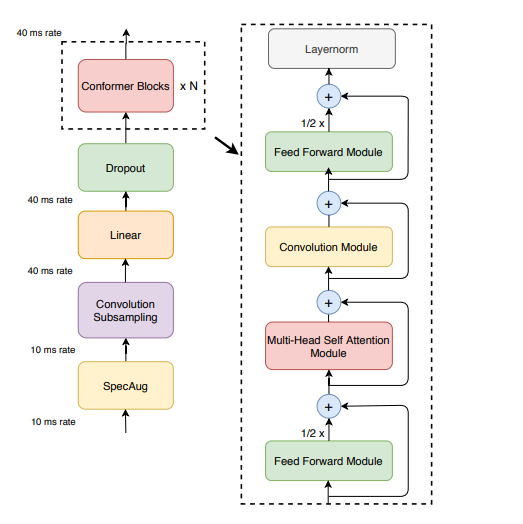 40 ms rate
Conformer Blocks
x N
Dropout
40 ms rate
Linear
40 ms rate
Convolution
Subsampling
10 ms rate
SpecAug
10 ms rate
Layernorm
+
1/2 x
Feed Forward Module
+
Convolution Module
+
Multi-Head Self Attention
Module
+
1/2 x
Feed Forward Module